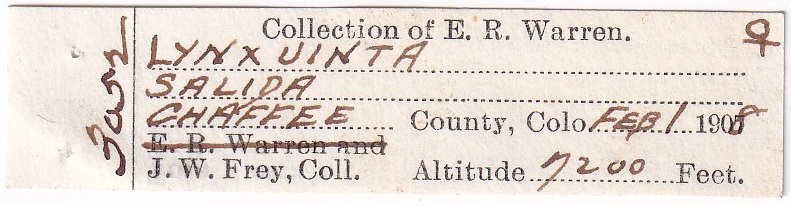 Collection of E. R. Warren. ♀
LYNX UINTA
SALIDA
CHAFFEE County, Colo FEB 1 1908
E. R. Warren and
J. W. Frey, Coll. Altitude 7200 Feet.